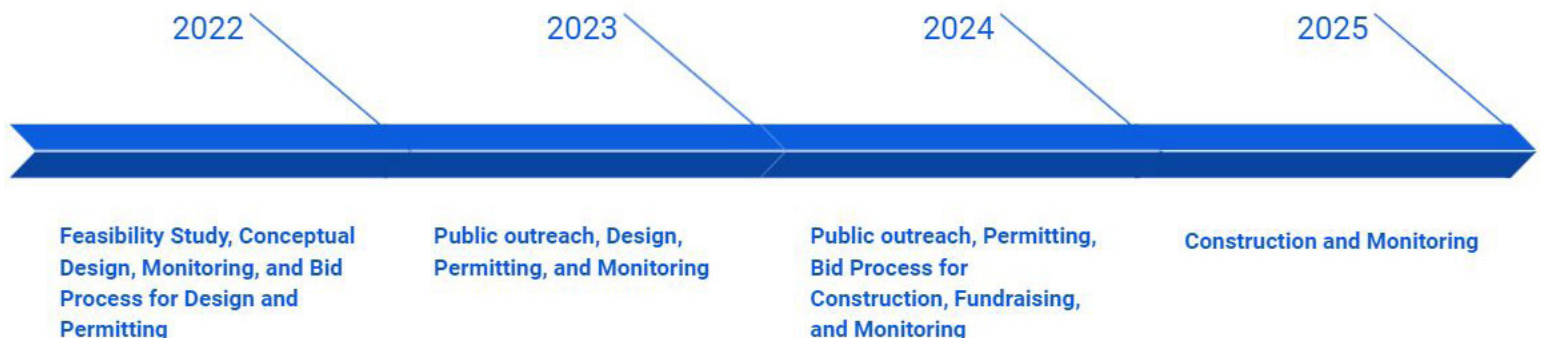 2022
2023
2024
2025
Feasibility Study, Conceptual
Design, Monitoring, and Bid
Process for Design and
Permitting
Public outreach, Design,
Permitting, and Monitoring
Public outreach, Permitting,
Bid Process for
Construction, Fundraising,
and Monitoring
Construction and Monitoring